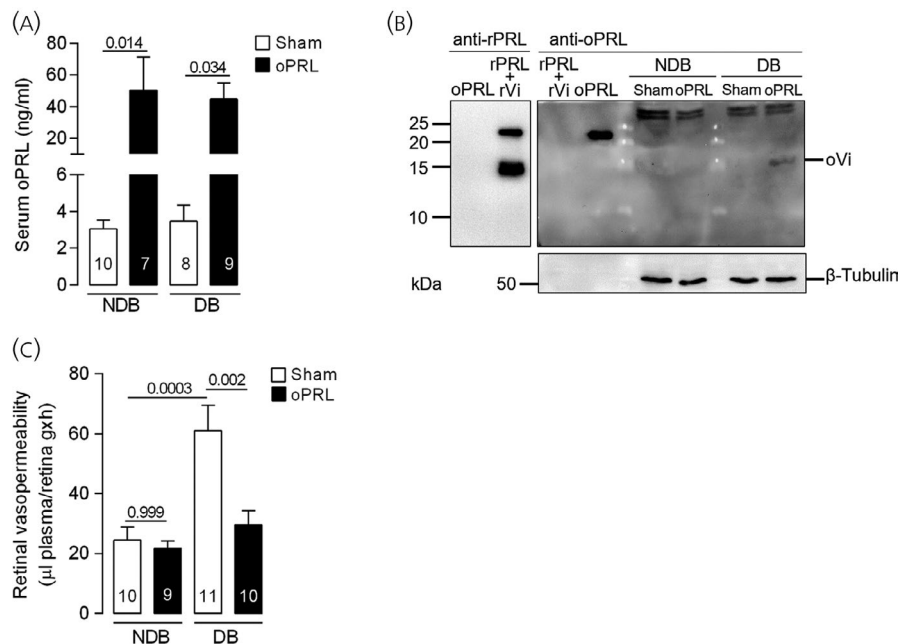 (A)
Serum oPRL (ng/ml)
80
60
40
20
6
4
2
0
0.014
0.034
Sham
oPRL
10
7
8
9
NDB
DB
(B)
anti-rPRL
anti-oPRL
oPRL
rPRL
+
rVi
rPRL
+
rVi
oPRL
NDB
DB
Sham oPRL
Sham oPRL
25
20
15
10
oVi
kDa
50
β-Tubulin
(C)
Retinal vasopermeability
(µl plasma/retina gxh)
80
60
40
20
0
0.0003
0.002
0.999
Sham
oPRL
10
9
11
10
NDB
DB